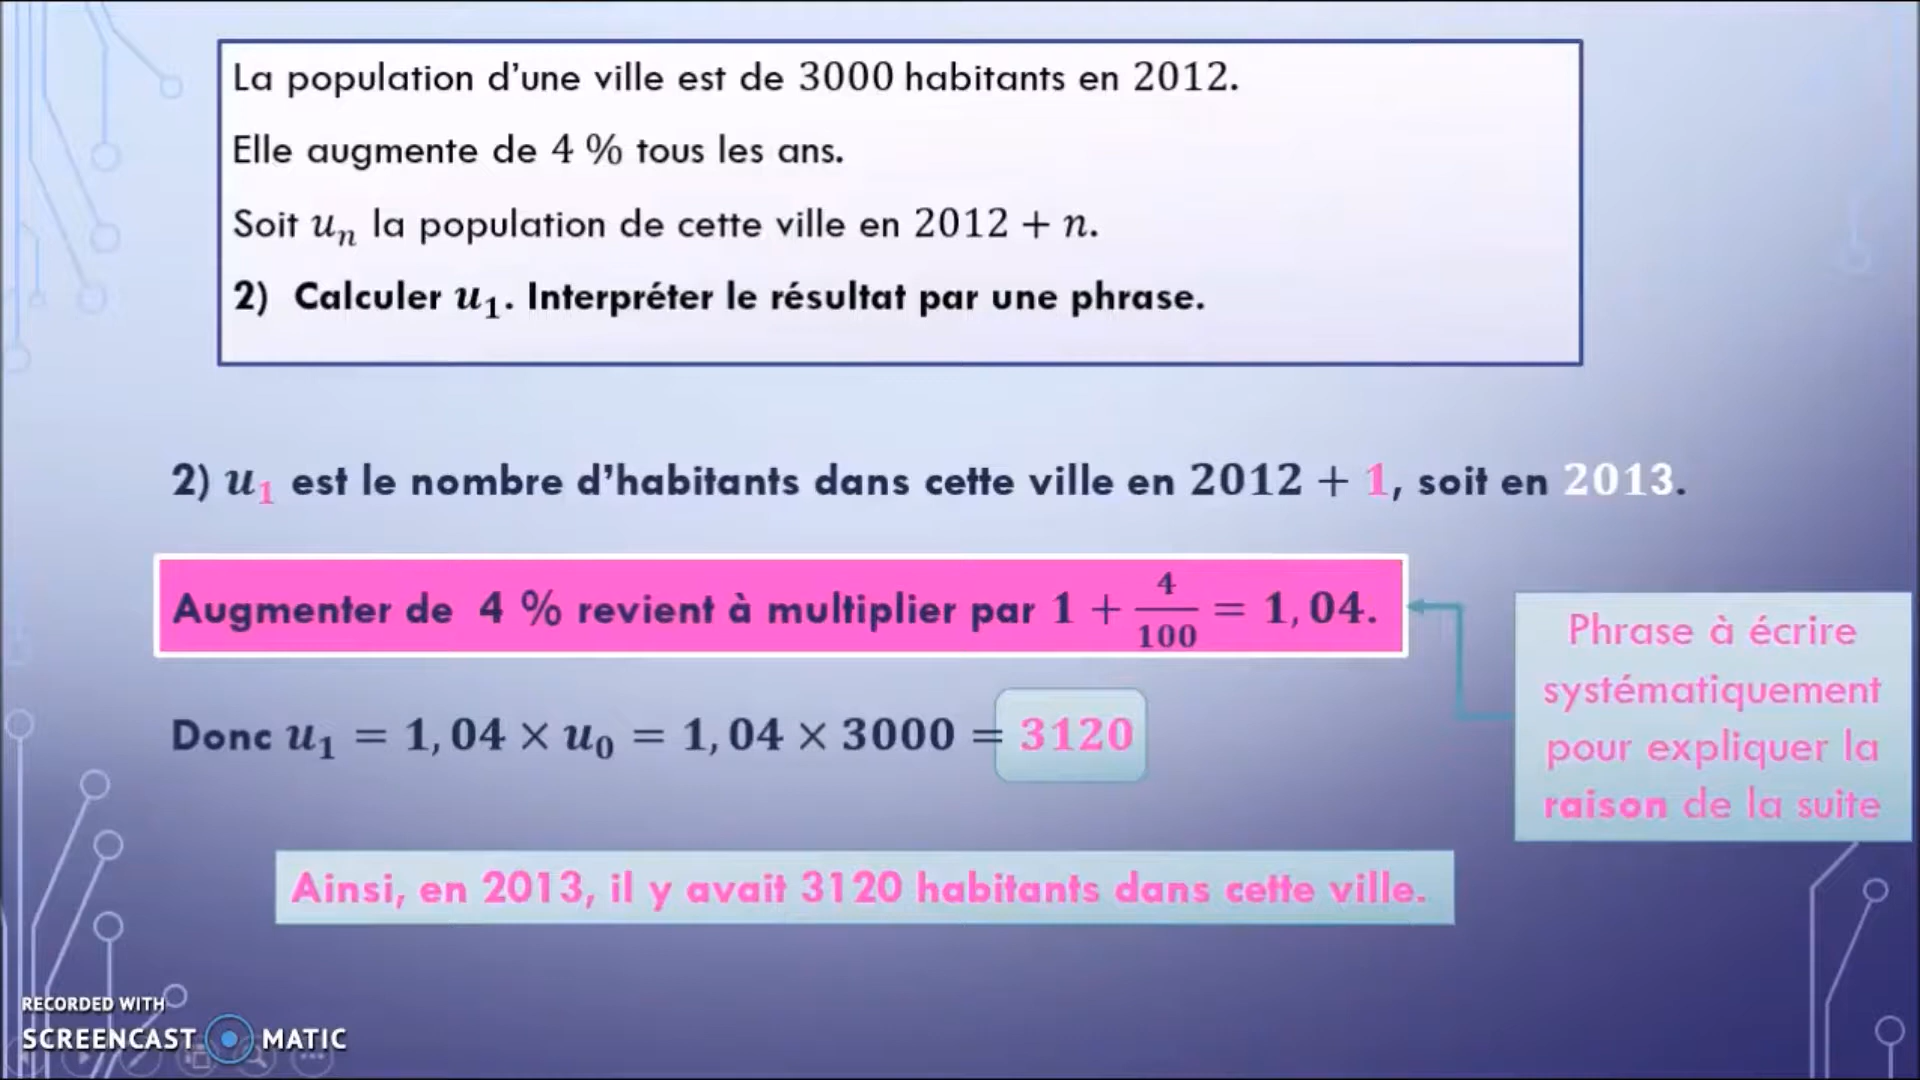 La population d'une ville est de 3000 habitants en 2012.
Elle augmente de 4 % tous les ans.
Soit uₙ la population de cette ville en 2012 + n.
2) Calculer u₁. Interpréter le résultat par une phrase.
2) u₁ est le nombre d'habitants dans cette ville en 2012 + 1, soit en 2013.
Augmenter de 4 % revient à multiplier par 1 + 4/100 = 1, 04.
Phrase à écrire
systématiquement
pour expliquer la
raison de la suite
Donc u₁ = 1, 04 × u₀ = 1, 04 × 3000 = 3120
Ainsi, en 2013, il y avait 3120 habitants dans cette ville.
RECORDED WITH
SCREENCAST MATIC